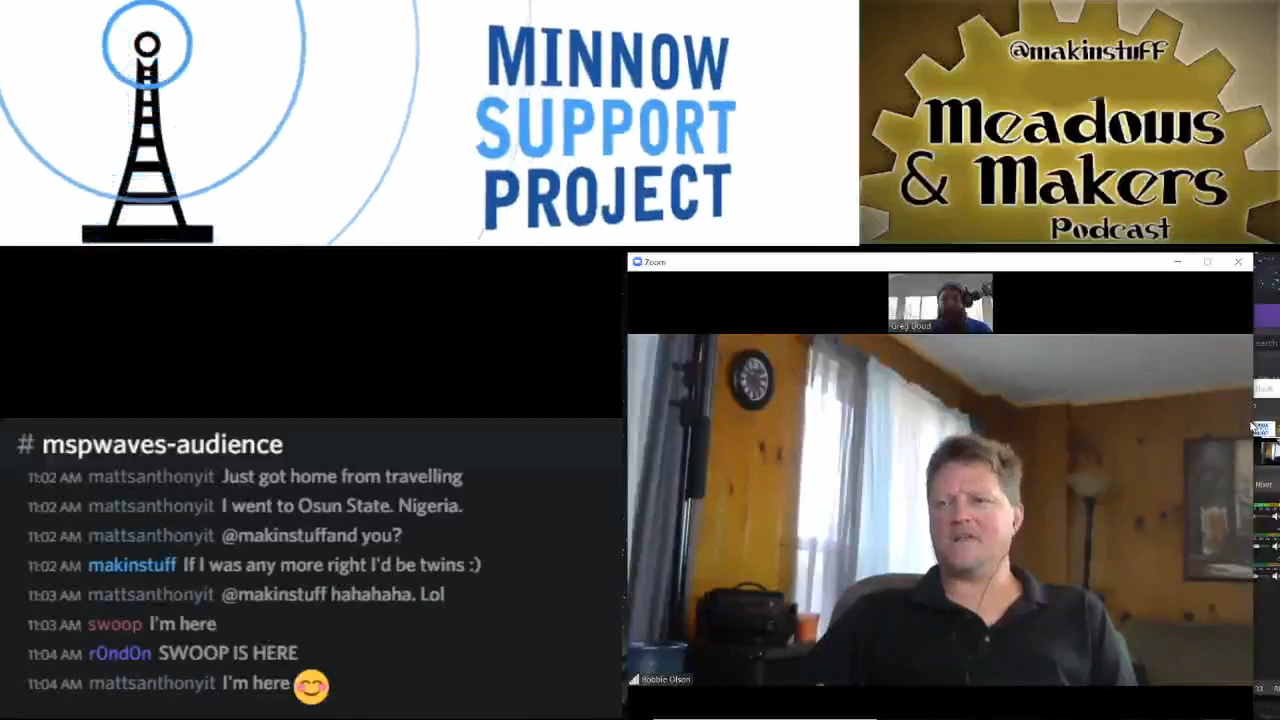 MINNOW
SUPPORT
PROJECT
@makinstuff
Meadows
& Makers
Podcast
# mspwaves-audience
11:02 AM mattsanthonyit Just got home from travelling
11:02 AM mattsanthonyit I went to Osun State. Nigeria.
11:02 AM mattsanthonyit @makinstuffand you?
11:02 AM makinstuff If I was any more right I'd be twins :)
11:03 AM mattsanthonyit @makinstuff hahahaha. Lol
11:03 AM swoop I'm here
11:04 AM r0nd0n SWOOP IS HERE
11:04 AM mattsanthonyit I'm here 😊
Zoom
Greg Doud
Robbie Olson
earch
Mixer